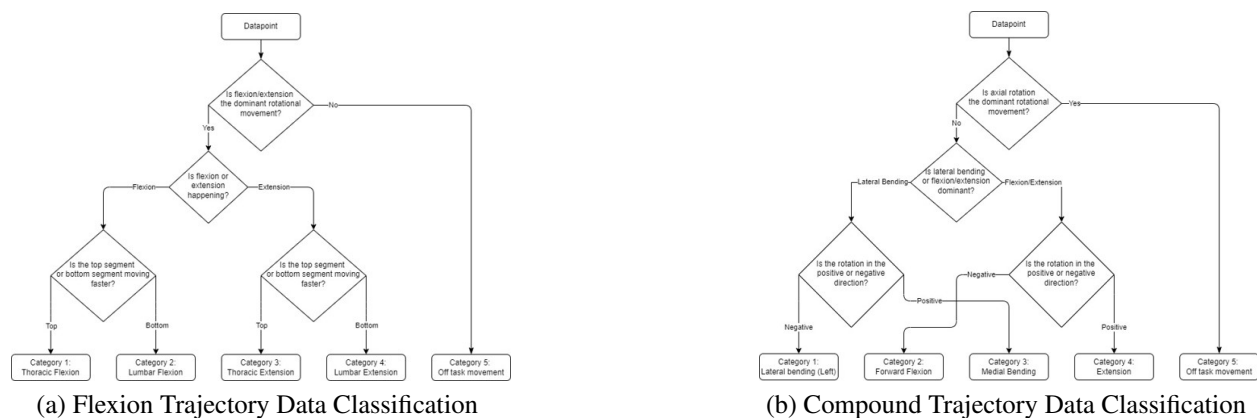 Datapoint
Is flexion/extension
the dominant rotational
movement?
No
Yes
Is flexion or
extension
happening?
Flexion
Extension
Is the top segment
or bottom segment moving
faster?
Is the top segment
or bottom segment moving
faster?
Top
Bottom
Top
Bottom
Category 1:
Thoracic Flexion
Category 2:
Lumbar Flexion
Category 3:
Thoracic Extension
Category 4:
Lumbar Extension
Category 5:
Off task movement
(a) Flexion Trajectory Data Classification
Datapoint
Is axial rotation
the dominant rotational
movement?
Yes
No
Is lateral bending
or flexion/extension
dominant?
Lateral Bending
Flexion/Extension
Is the rotation in the
positive or negative
direction?
Is the rotation in the
positive or negative
direction?
Negative
Positive
Negative
Positive
Category 1:
Lateral bending (Left)
Category 2:
Forward Flexion
Category 3:
Medial Bending
Category 4:
Extension
Category 5:
Off task movement
(b) Compound Trajectory Data Classification